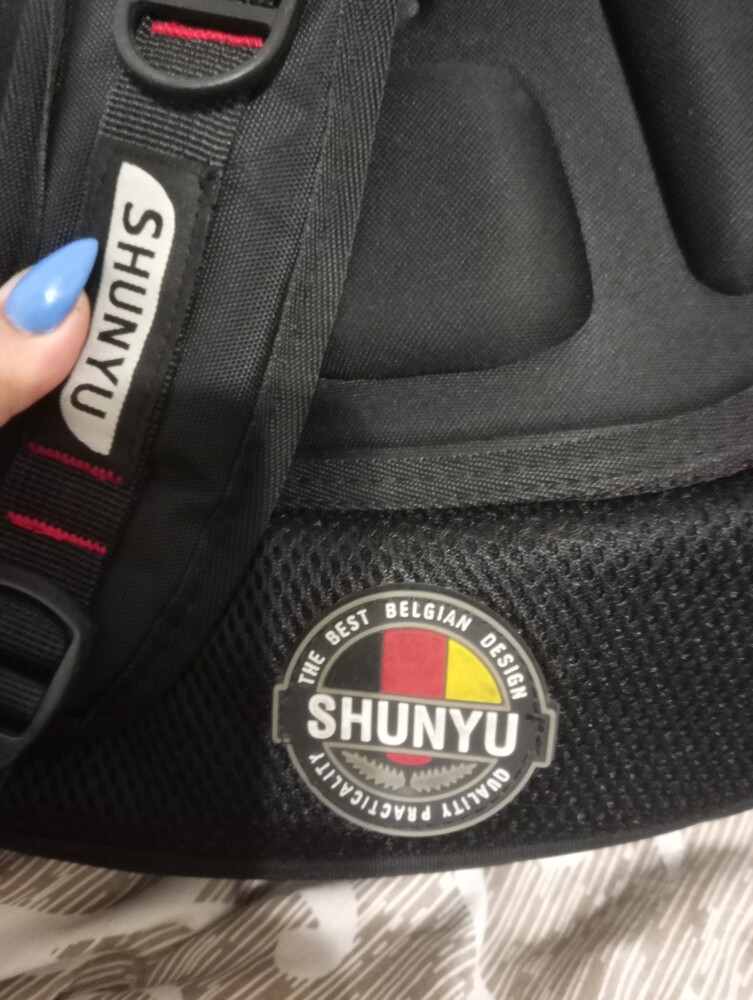 SHUNYU
THE BEST BELGIAN DESIGN
SHUNYU
QUALITY PRACTICALITY